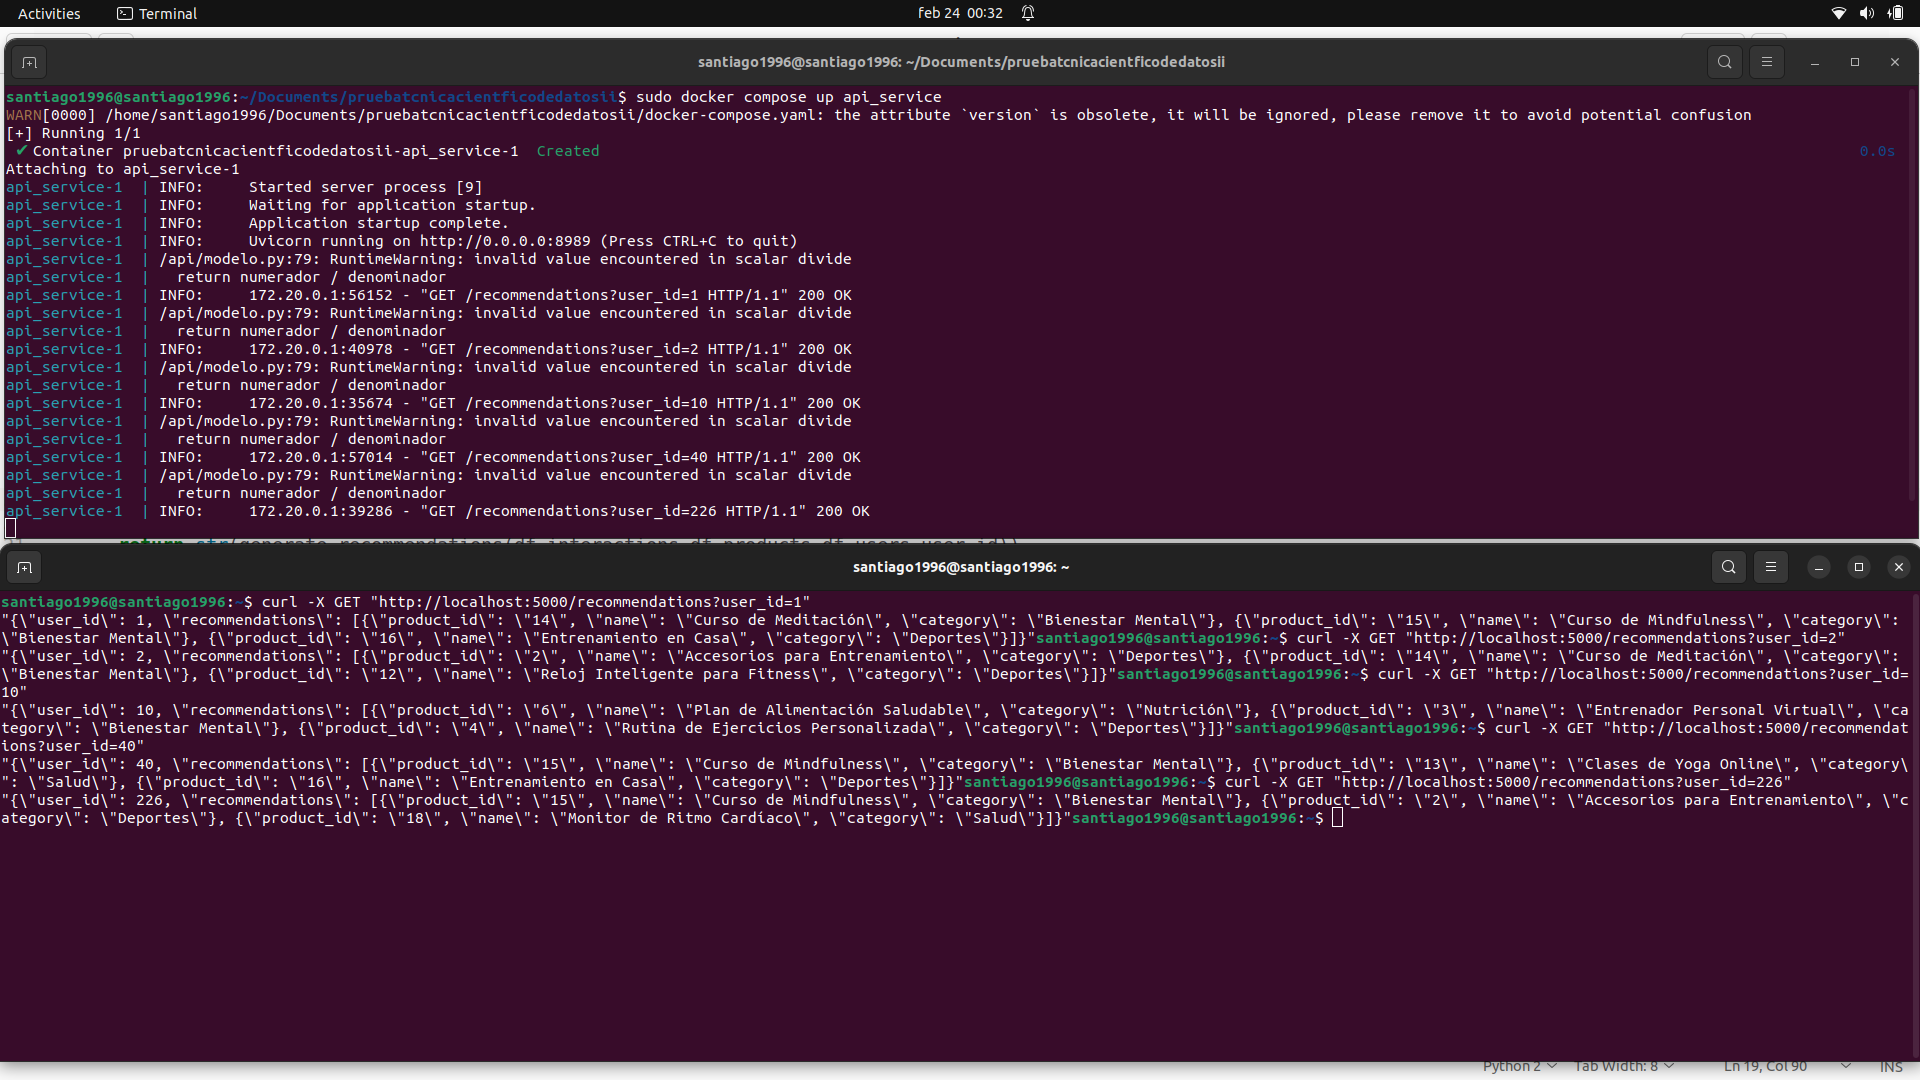 Activities
Terminal
feb 24 00:32
santiago1996@santiago1996: ~/Documents/pruebatcnicacientficodedatosii
santiago1996@santiago1996:~/Documents/pruebatcnicacientficodedatosii$ sudo docker compose up api_service
WARN[0000] /home/santiago1996/Documents/pruebatcnicacientficodedatosii/docker-compose.yaml: the attribute `version` is obsolete, it will be ignored, please remove it to avoid potential confusion
[+] Running 1/1
✔ Container pruebatcnicacientficodedatosii-api_service-1  Created 0.0s
Attaching to api_service-1
api_service-1  | INFO:     Started server process [9]
api_service-1  | INFO:     Waiting for application startup.
api_service-1  | INFO:     Application startup complete.
api_service-1  | INFO:     Uvicorn running on http://0.0.0.0:8989 (Press CTRL+C to quit)
api_service-1  | /api/modelo.py:79: RuntimeWarning: invalid value encountered in scalar divide
api_service-1  |   return numerador / denominador
api_service-1  | INFO:     172.20.0.1:56152 - "GET /recommendations?user_id=1 HTTP/1.1" 200 OK
api_service-1  | /api/modelo.py:79: RuntimeWarning: invalid value encountered in scalar divide
api_service-1  |   return numerador / denominador
api_service-1  | INFO:     172.20.0.1:40978 - "GET /recommendations?user_id=2 HTTP/1.1" 200 OK
api_service-1  | /api/modelo.py:79: RuntimeWarning: invalid value encountered in scalar divide
api_service-1  |   return numerador / denominador
api_service-1  | INFO:     172.20.0.1:35674 - "GET /recommendations?user_id=10 HTTP/1.1" 200 OK
api_service-1  | /api/modelo.py:79: RuntimeWarning: invalid value encountered in scalar divide
api_service-1  |   return numerador / denominador
api_service-1  | INFO:     172.20.0.1:57014 - "GET /recommendations?user_id=40 HTTP/1.1" 200 OK
api_service-1  | /api/modelo.py:79: RuntimeWarning: invalid value encountered in scalar divide
api_service-1  |   return numerador / denominador
api_service-1  | INFO:     172.20.0.1:39286 - "GET /recommendations?user_id=226 HTTP/1.1" 200 OK
santiago1996@santiago1996: ~
santiago1996@santiago1996:~$ curl -X GET "http://localhost:5000/recommendations?user_id=1"
"{\"user_id\": 1, \"recommendations\": [{\"product_id\": \"14\", \"name\": \"Curso de Meditación\", \"category\": \"Bienestar Mental\"}, {\"product_id\": \"15\", \"name\": \"Curso de Mindfulness\", \"category\":
\"Bienestar Mental\"}, {\"product_id\": \"16\", \"name\": \"Entrenamiento en Casa\", \"category\": \"Deportes\"}]}"santiago1996@santiago1996:~$ curl -X GET "http://localhost:5000/recommendations?user_id=2"
"{\"user_id\": 2, \"recommendations\": [{\"product_id\": \"2\", \"name\": \"Accesorios para Entrenamiento\", \"category\": \"Deportes\"}, {\"product_id\": \"14\", \"name\": \"Curso de Meditación\", \"category\":
\"Bienestar Mental\"}, {\"product_id\": \"12\", \"name\": \"Reloj Inteligente para Fitness\", \"category\": \"Deportes\"}]}"santiago1996@santiago1996:~$ curl -X GET "http://localhost:5000/recommendations?user_id=
10"
"{\"user_id\": 10, \"recommendations\": [{\"product_id\": \"6\", \"name\": \"Plan de Alimentación Saludable\", \"category\": \"Nutrición\"}, {\"product_id\": \"3\", \"name\": \"Entrenador Personal Virtual\", \"ca
tegory\": \"Bienestar Mental\"}, {\"product_id\": \"4\", \"name\": \"Rutina de Ejercicios Personalizada\", \"category\": \"Deportes\"}]}"santiago1996@santiago1996:~$ curl -X GET "http://localhost:5000/recommendat
ions?user_id=40"
"{\"user_id\": 40, \"recommendations\": [{\"product_id\": \"15\", \"name\": \"Curso de Mindfulness\", \"category\": \"Bienestar Mental\"}, {\"product_id\": \"13\", \"name\": \"Clases de Yoga Online\", \"category\
": \"Salud\"}, {\"product_id\": \"16\", \"name\": \"Entrenamiento en Casa\", \"category\": \"Deportes\"}]}"santiago1996@santiago1996:~$ curl -X GET "http://localhost:5000/recommendations?user_id=226"
"{\"user_id\": 226, \"recommendations\": [{\"product_id\": \"15\", \"name\": \"Curso de Mindfulness\", \"category\": \"Bienestar Mental\"}, {\"product_id\": \"2\", \"name\": \"Accesorios para Entrenamiento\", \"c
ategory\": \"Deportes\"}, {\"product_id\": \"18\", \"name\": \"Monitor de Ritmo Cardíaco\", \"category\": \"Salud\"}]}"santiago1996@santiago1996:~$
Python 2
Tab Width: 8
Ln 19, Col 90
INS